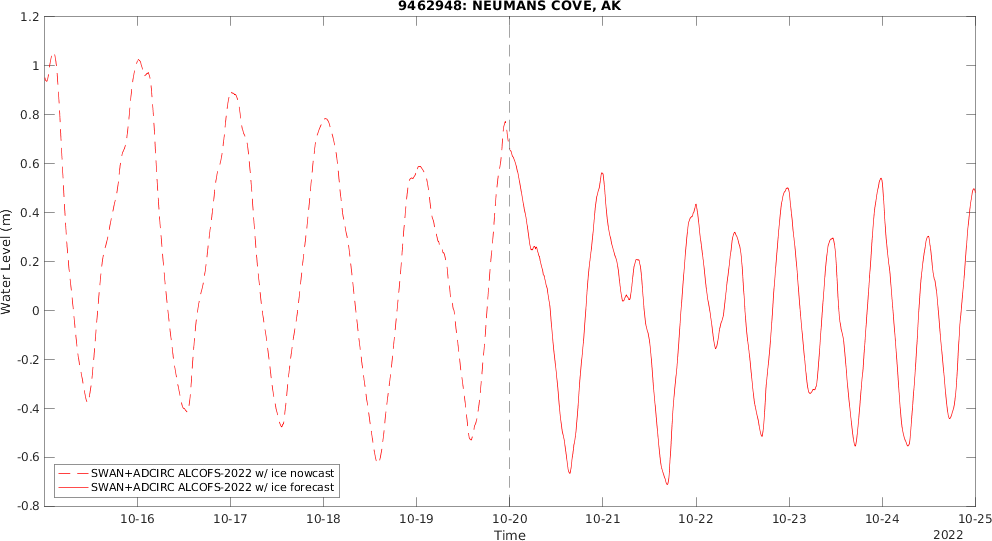 9462948: NEUMANS COVE, AK
1.2
1
0.8
0.6
0.4
0.2
0
-0.2
-0.4
-0.6
-0.8
Water Level (m)
SWAN+ADCIRC ALCOFS-2022 w/ ice nowcast
SWAN+ADCIRC ALCOFS-2022 w/ ice forecast
10-16 10-17 10-18 10-19 10-20 10-21 10-22 10-23 10-24 10-25
Time
2022